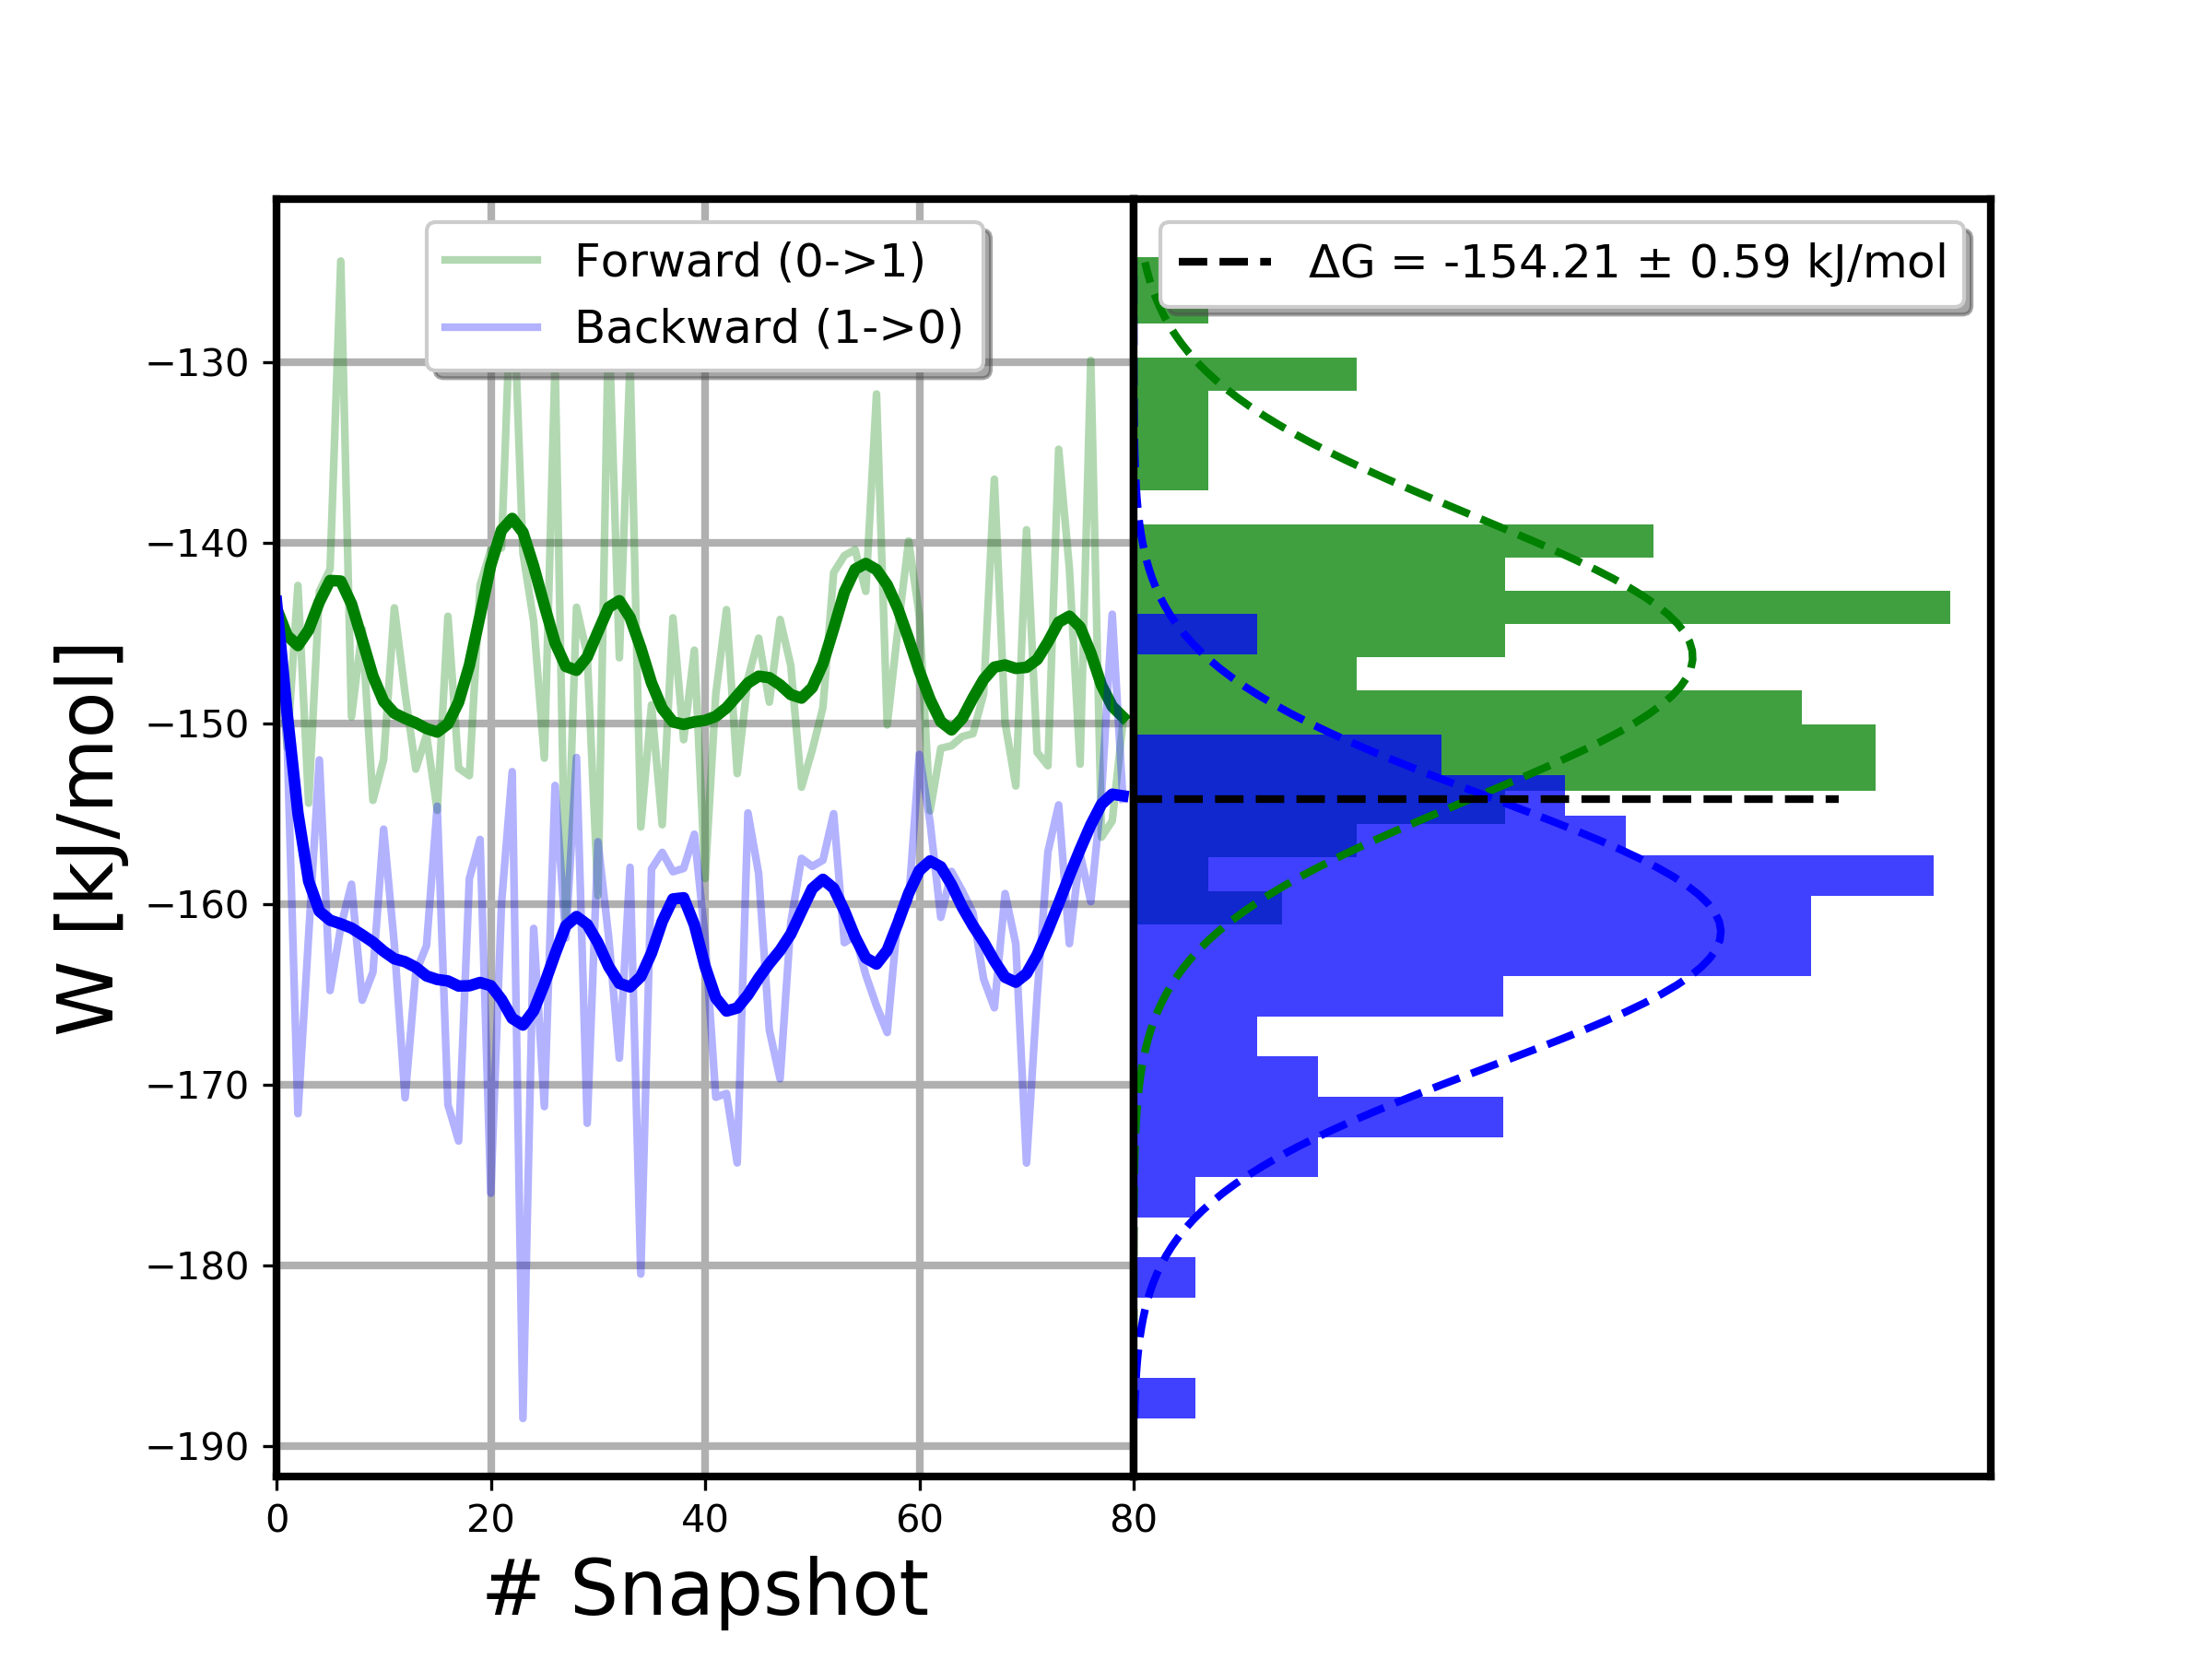 Forward (0->1)
Backward (1->0)
ΔG = -154.21 ± 0.59 kJ/mol
W [kJ/mol]
−130
−140
−150
−160
−170
−180
−190
0 20 40 60 80
# Snapshot